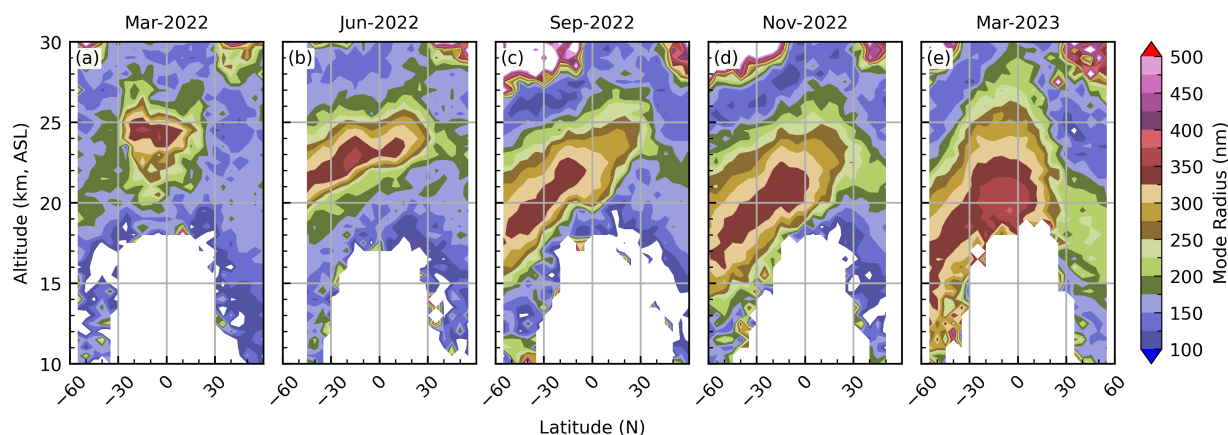 Mar-2022 Jun-2022 Sep-2022 Nov-2022 Mar-2023
(a) (b) (c) (d) (e)
Altitude (km, ASL)
30
25
20
15
10
−60 −30 0 30 −60 −30 0 30 −60 −30 0 30 −60 −30 0 30 −60 −30 0 30 60
Latitude (N)
500
450
400
350
300
250
200
150
100
Mode Radius (nm)